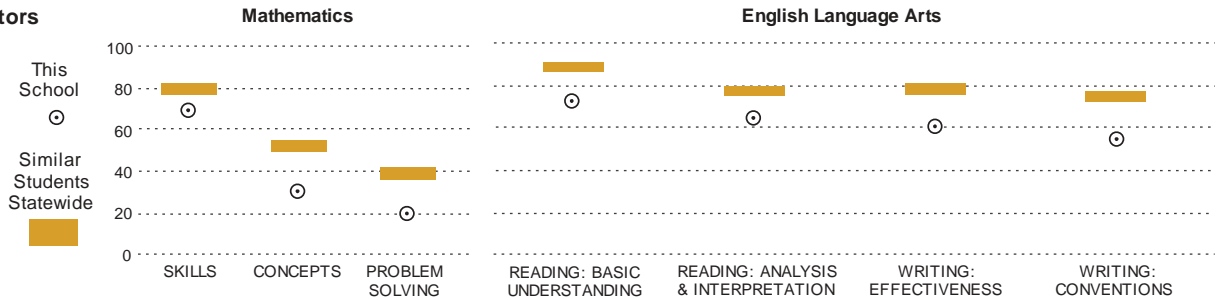 tors
Mathematics
English Language Arts
This
School
Similar
Students
Statewide
100
80
60
40
20
0
SKILLS
CONCEPTS
PROBLEM
SOLVING
READING: BASIC
UNDERSTANDING
READING: ANALYSIS
& INTERPRETATION
WRITING:
EFFECTIVENESS
WRITING:
CONVENTIONS